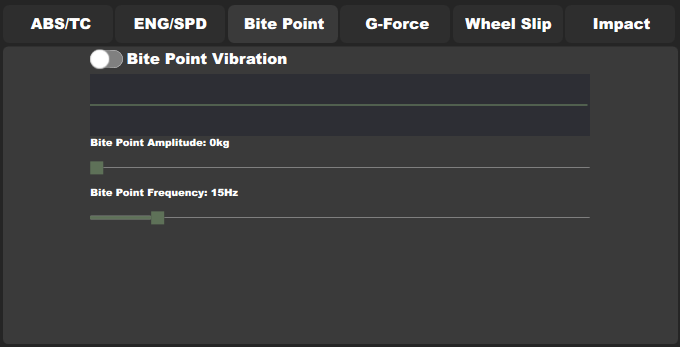 ABS/TC ENG/SPD Bite Point G-Force Wheel Slip Impact
Bite Point Vibration
Bite Point Amplitude: 0kg
Bite Point Frequency: 15Hz